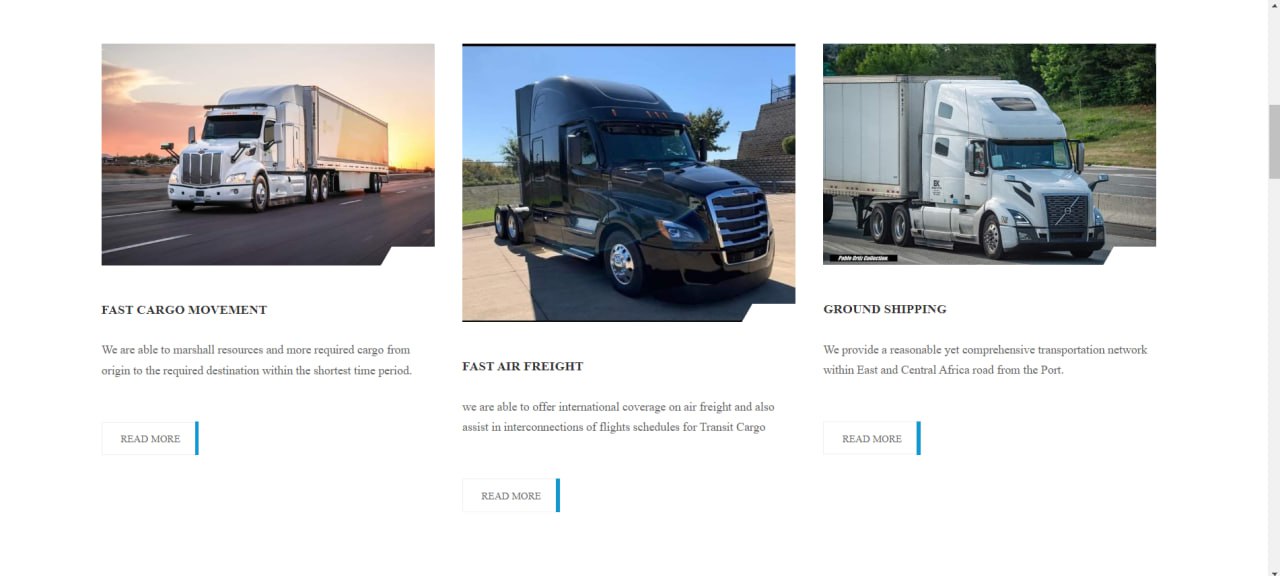 Pablo Ortiz Collection
FAST CARGO MOVEMENT
We are able to marshall resources and more required cargo from
origin to the required destination within the shortest time period.
READ MORE
FAST AIR FREIGHT
we are able to offer international coverage on air freight and also
assist in interconnections of flights schedules for Transit Cargo
READ MORE
GROUND SHIPPING
We provide a reasonable yet comprehensive transportation network
within East and Central Africa road from the Port.
READ MORE